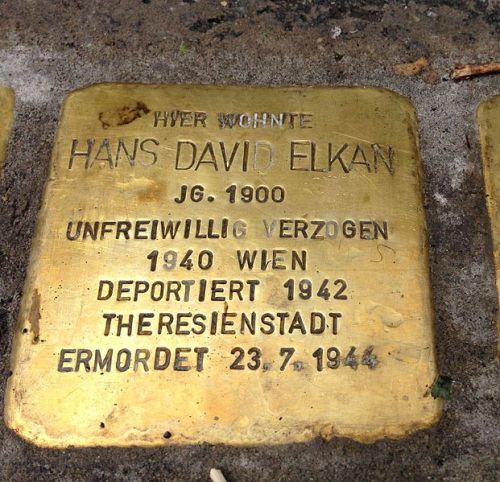 HIER WOHNTE
HANS DAVID ELKAN
JG. 1900
UNFREIWILLIG VERZOGEN
1940 WIEN
DEPORTIERT 1942
THERESIENSTADT
ERMORDET 23.7.1944